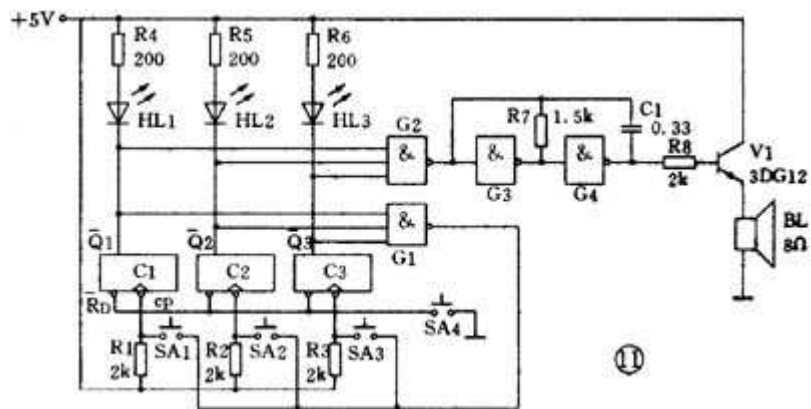 +5V
R4
200
R5
200
R6
200
HL1
HL2
HL3
G2
&
R7
1.5k
C1
0.33
&
G3
&
G4
R8
2k
V1
3DG12
BL
8Ω
&
G1
Q̄1
Q̄2
Q̄3
C1
C2
C3
R̄D
cp
SA4
SA1
SA2
SA3
R1
2k
R2
2k
R3
2k
⑪